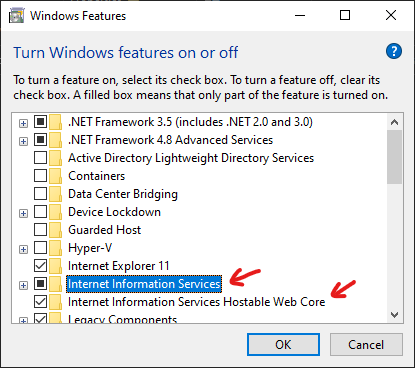 Windows Features
Turn Windows features on or off
To turn a feature on, select its check box. To turn a feature off, clear its
check box. A filled box means that only part of the feature is turned on.
.NET Framework 3.5 (includes .NET 2.0 and 3.0)
.NET Framework 4.8 Advanced Services
Active Directory Lightweight Directory Services
Containers
Data Center Bridging
Device Lockdown
Guarded Host
Hyper-V
Internet Explorer 11
Internet Information Services
Internet Information Services Hostable Web Core
Legacy Components
OK Cancel